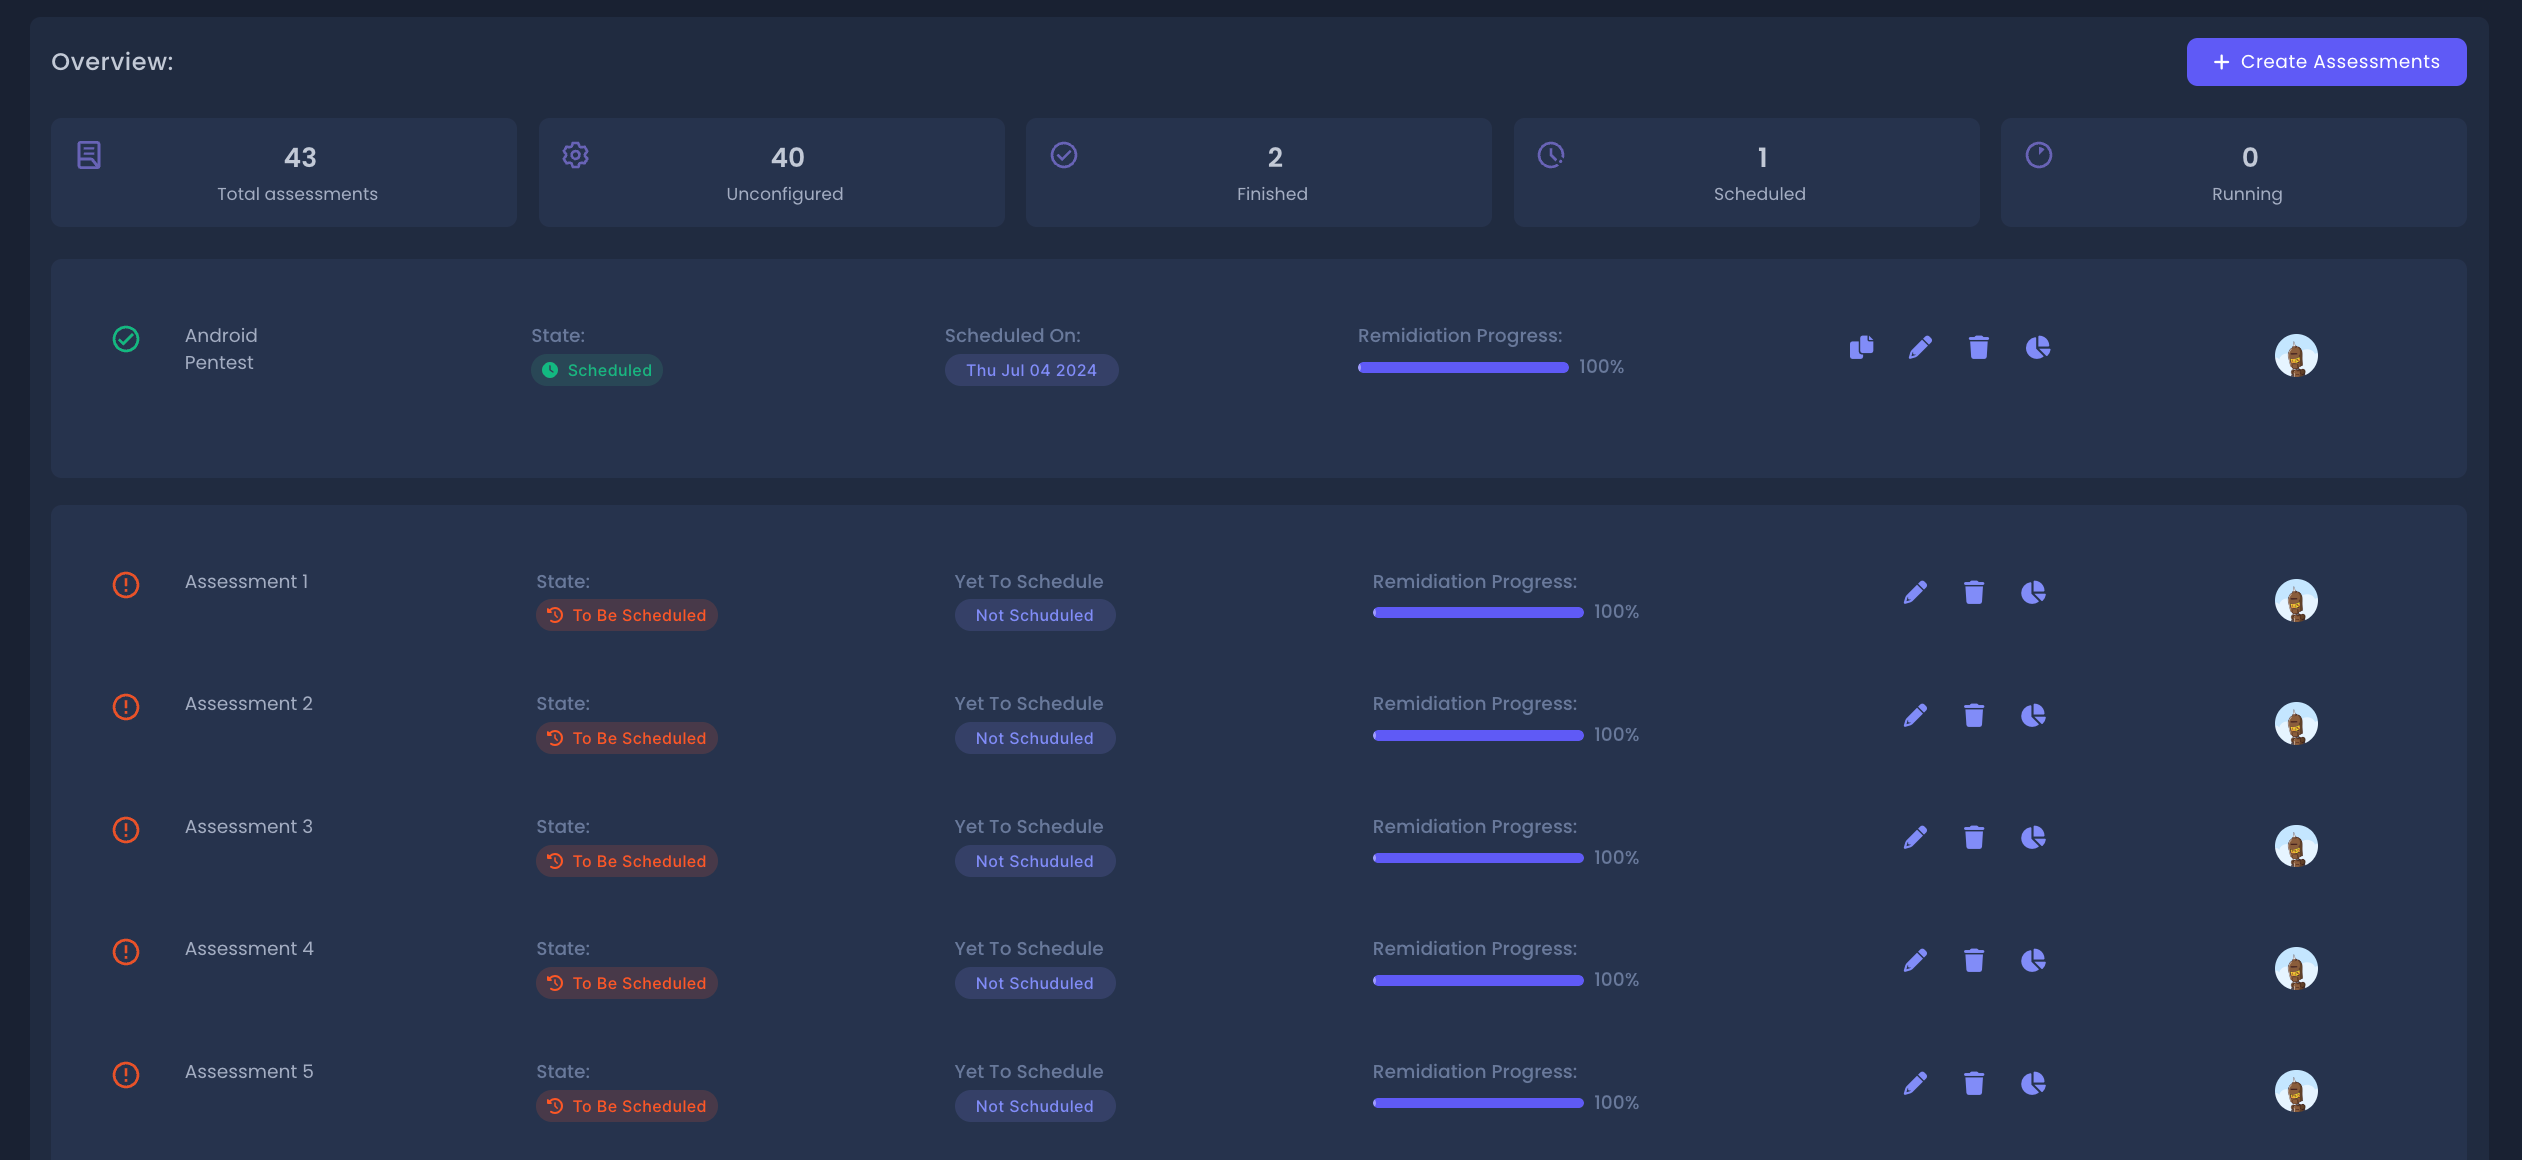 Overview:
+ Create Assessments
43
Total assessments
40
Unconfigured
2
Finished
1
Scheduled
0
Running
Android
Pentest
State:
Scheduled
Scheduled On:
Thu Jul 04 2024
Remidiation Progress:
100%
Assessment 1
State:
To Be Scheduled
Yet To Schedule
Not Schuduled
Remidiation Progress:
100%
Assessment 2
State:
To Be Scheduled
Yet To Schedule
Not Schuduled
Remidiation Progress:
100%
Assessment 3
State:
To Be Scheduled
Yet To Schedule
Not Schuduled
Remidiation Progress:
100%
Assessment 4
State:
To Be Scheduled
Yet To Schedule
Not Schuduled
Remidiation Progress:
100%
Assessment 5
State:
To Be Scheduled
Yet To Schedule
Not Schuduled
Remidiation Progress:
100%